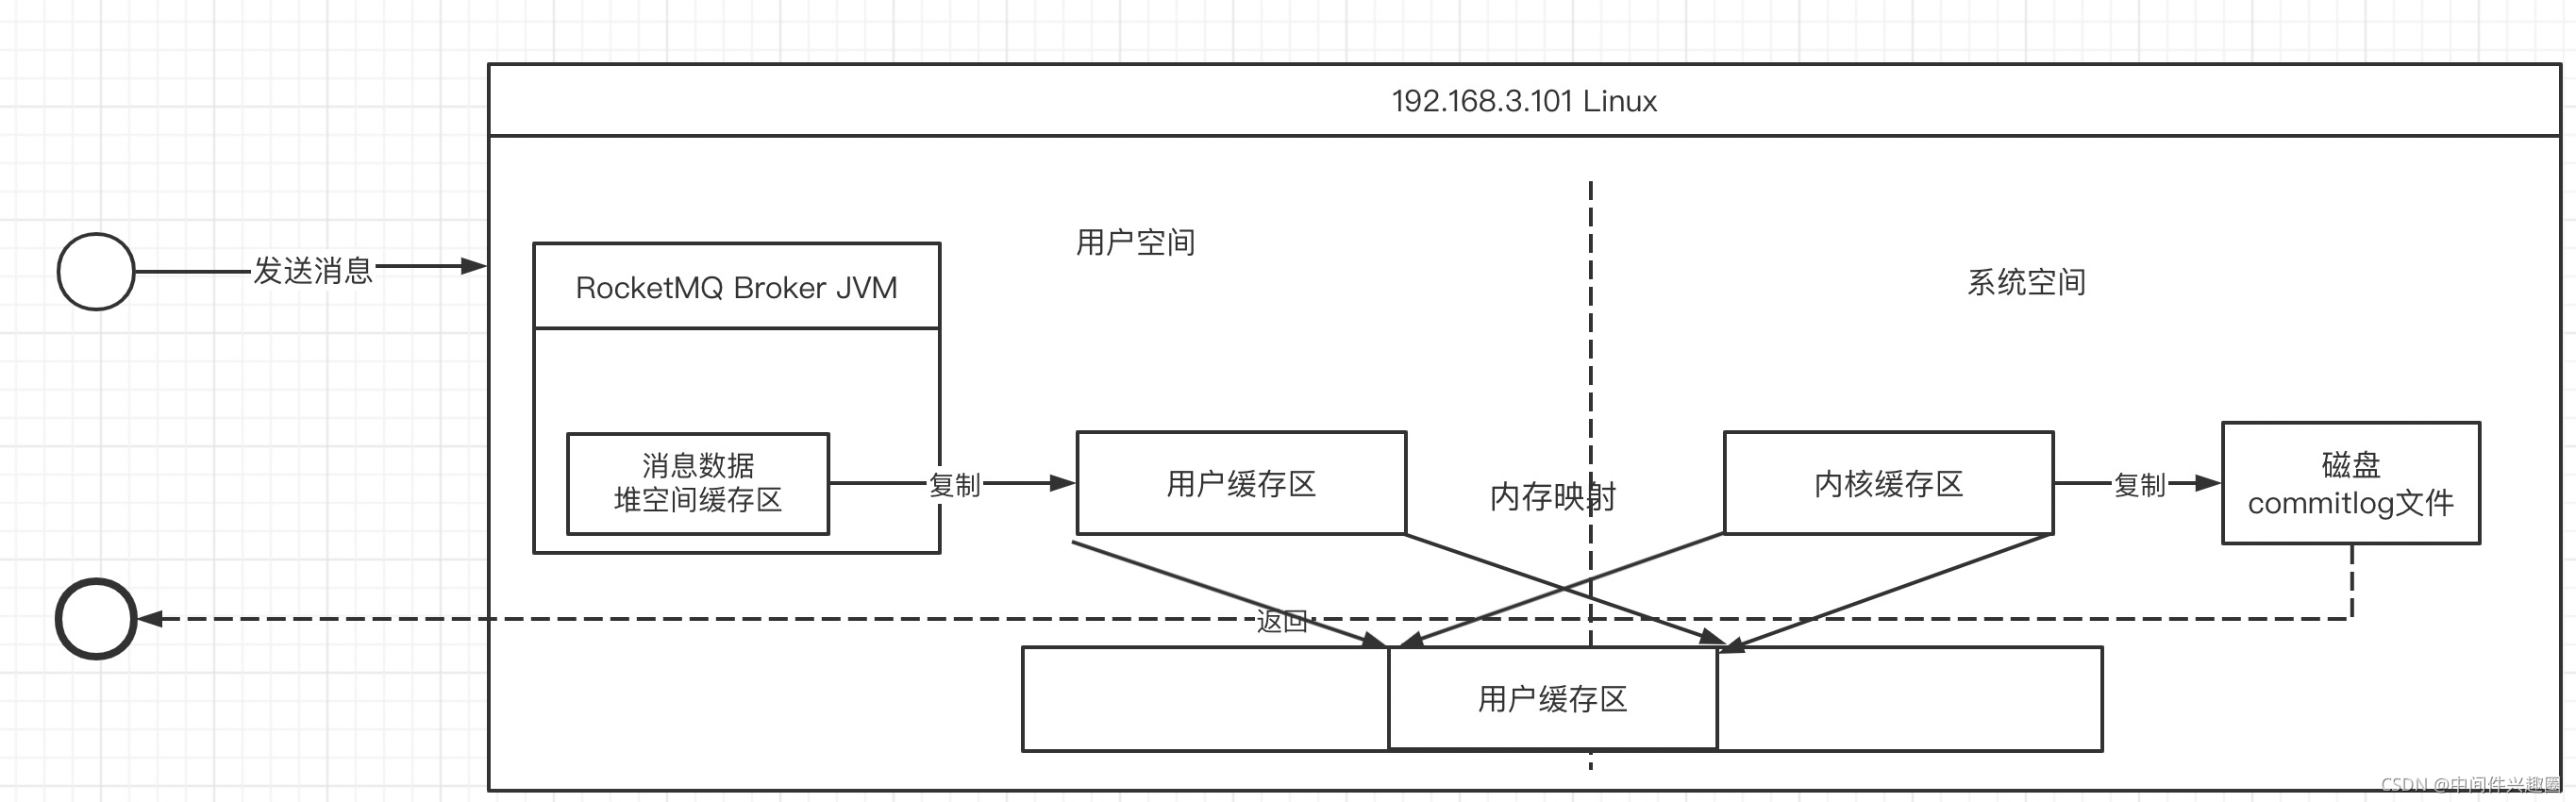 192.168.3.101 Linux
用户空间
系统空间
发送消息
RocketMQ Broker JVM
消息数据
堆空间缓存区
复制
用户缓存区
内存映射
内核缓存区
复制
磁盘
commitlog文件
返回
用户缓存区
CSDN @中间件兴趣圈